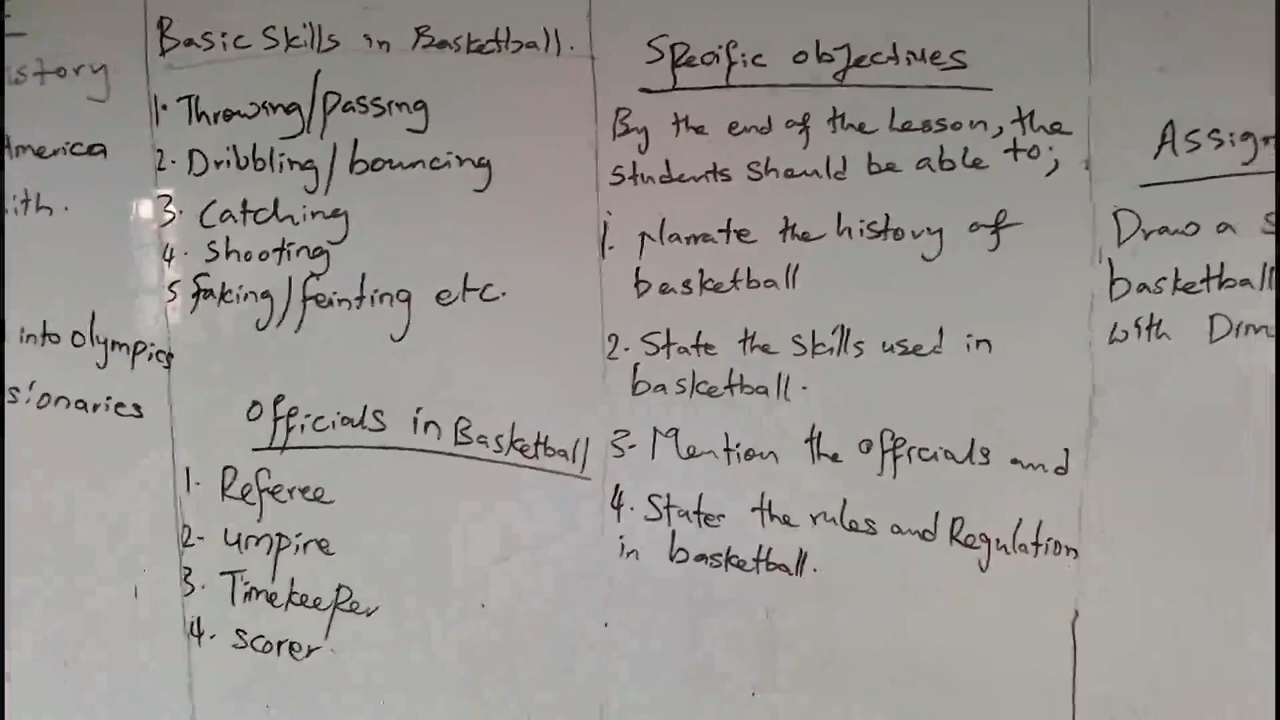 istory
America
ith.
into olympics
sionaries
Basic Skills in Basketball.
1. Throwing/passing
2. Dribbling/bouncing
3. Catching
4. Shooting
5 faking/feinting etc.
Officials in Basketball
1. Referee
2- umpire
3. Timekeeper
4. scorer.
Specific objectives
By the end of the Lesson, the
students should be able to;
1. Narrate the history of
basketball
2. State the skills used in
basketball.
3- Mention the officials and
4. States the rules and Regulation
in basketball.
Assign
Draw a s
basketball
with Dim